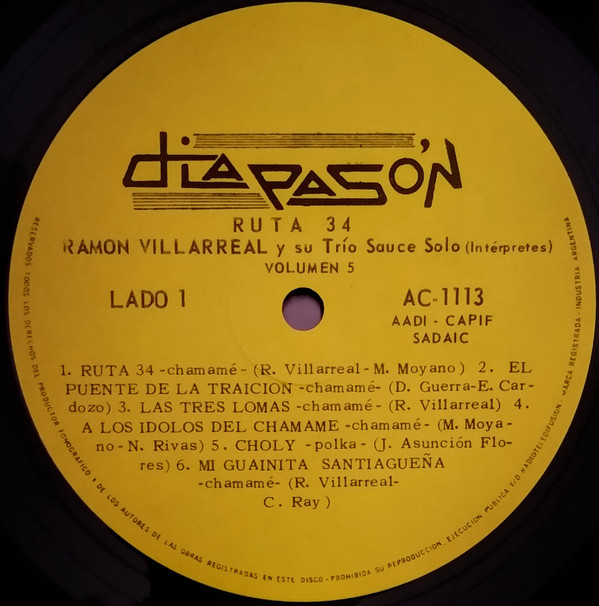 diapasón
RUTA 34
RAMON VILLARREAL y su Trío Sauce Solo (Intérpretes)
VOLUMEN 5
LADO 1
AC-1113
AADI - CAPIF
SADAIC
1. RUTA 34 -chamamé- (R. Villarreal-M. Moyano) 2. EL
PUENTE DE LA TRAICION -chamamé- (D. Guerra-E. Car-
dozo) 3. LAS TRES LOMAS -chamamé- (R. Villarreal) 4.
A LOS IDOLOS DEL CHAMAME -chamamé- (M. Moya-
no-N. Rivas) 5. CHOLY -polka- (J. Asunción Flo-
res) 6. MI GUAINITA SANTIAGUEÑA
-chamamé- (R. Villarreal-
C. Ray)
RESERVADOS TODOS LOS DERECHOS DEL PRODUCTOR FONOGRAFICO Y DE LOS AUTORES DE LAS OBRAS REGISTRADAS EN ESTE DISCO - PROHIBIDA SU REPRODUCCION, EJECUCION PUBLICA Y/O RADIOTELEDIFUSION. MARCA REGISTRADA - INDUSTRIA ARGENTINA